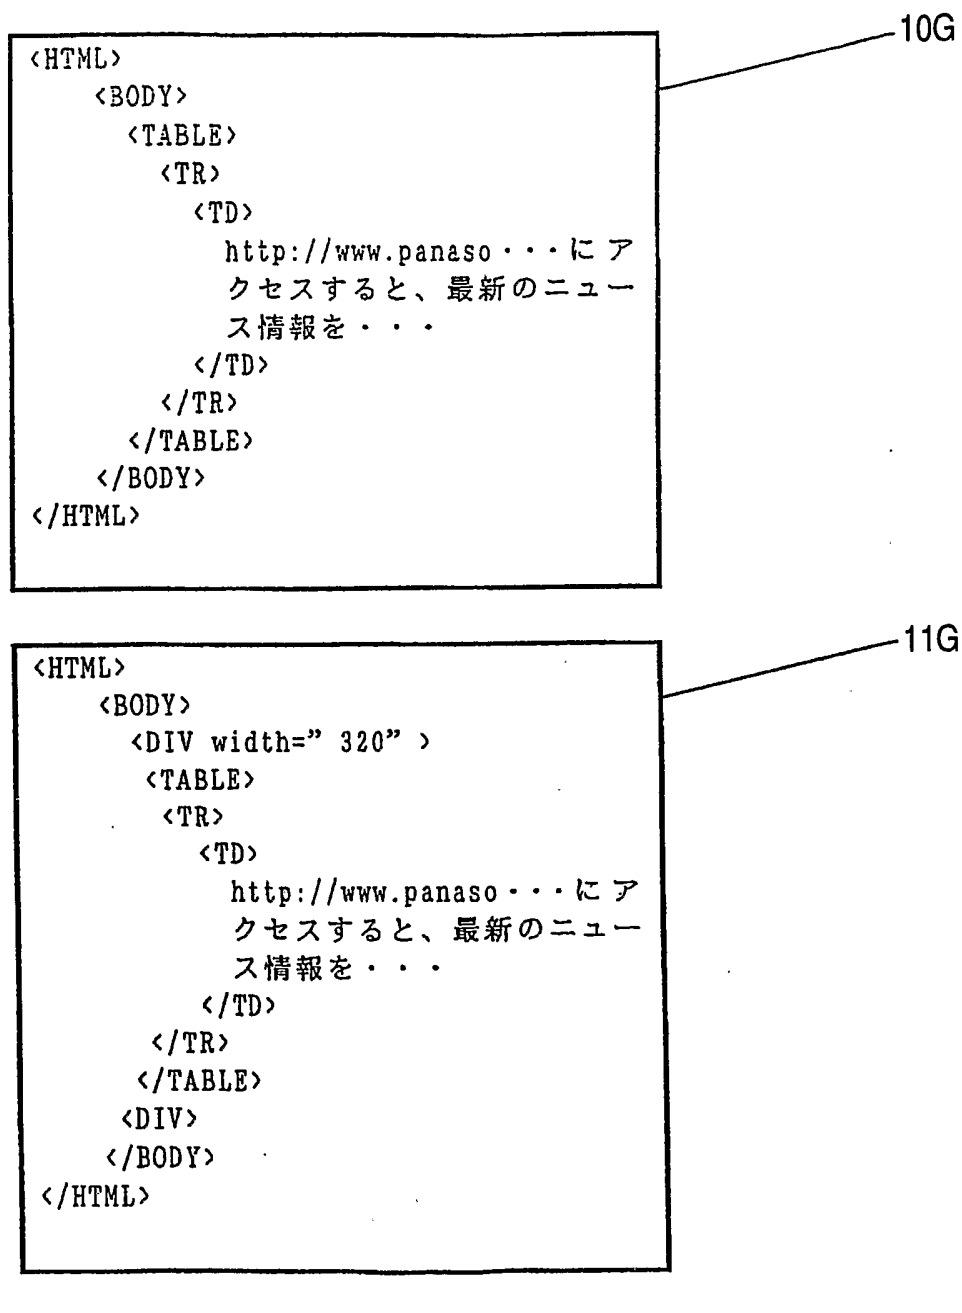 10G
<HTML>
<BODY>
<TABLE>
<TR>
<TD>
http://www.panaso・・・にア
クセスすると、最新のニュー
ス情報を・・・
</TD>
</TR>
</TABLE>
</BODY>
</HTML>
11G
<HTML>
<BODY>
<DIV width=” 320” >
<TABLE>
<TR>
<TD>
http://www.panaso・・・にア
クセスすると、最新のニュー
ス情報を・・・
</TD>
</TR>
</TABLE>
<DIV>
</BODY>
</HTML>